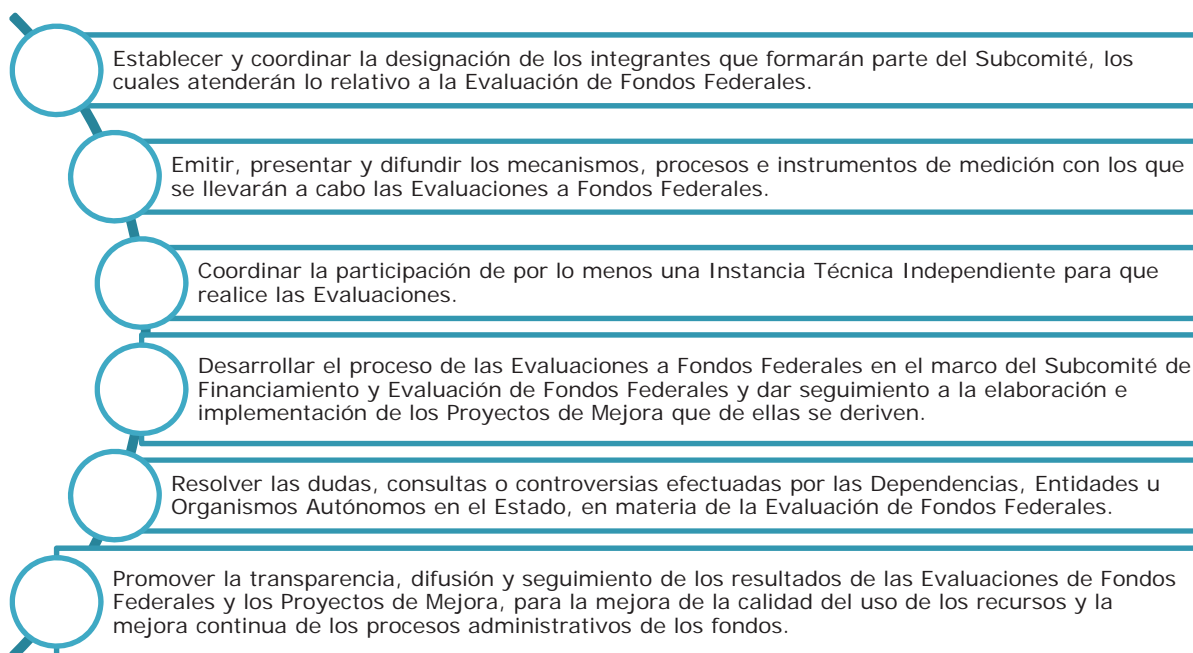 Establecer y coordinar la designación de los integrantes que formarán parte del Subcomité, los
cuales atenderán lo relativo a la Evaluación de Fondos Federales.
Emitir, presentar y difundir los mecanismos, procesos e instrumentos de medición con los que
se llevarán a cabo las Evaluaciones a Fondos Federales.
Coordinar la participación de por lo menos una Instancia Técnica Independiente para que
realice las Evaluaciones.
Desarrollar el proceso de las Evaluaciones a Fondos Federales en el marco del Subcomité de
Financiamiento y Evaluación de Fondos Federales y dar seguimiento a la elaboración e
implementación de los Proyectos de Mejora que de ellas se deriven.
Resolver las dudas, consultas o controversias efectuadas por las Dependencias, Entidades u
Organismos Autónomos en el Estado, en materia de la Evaluación de Fondos Federales.
Promover la transparencia, difusión y seguimiento de los resultados de las Evaluaciones de Fondos
Federales y los Proyectos de Mejora, para la mejora de la calidad del uso de los recursos y la
mejora continua de los procesos administrativos de los fondos.